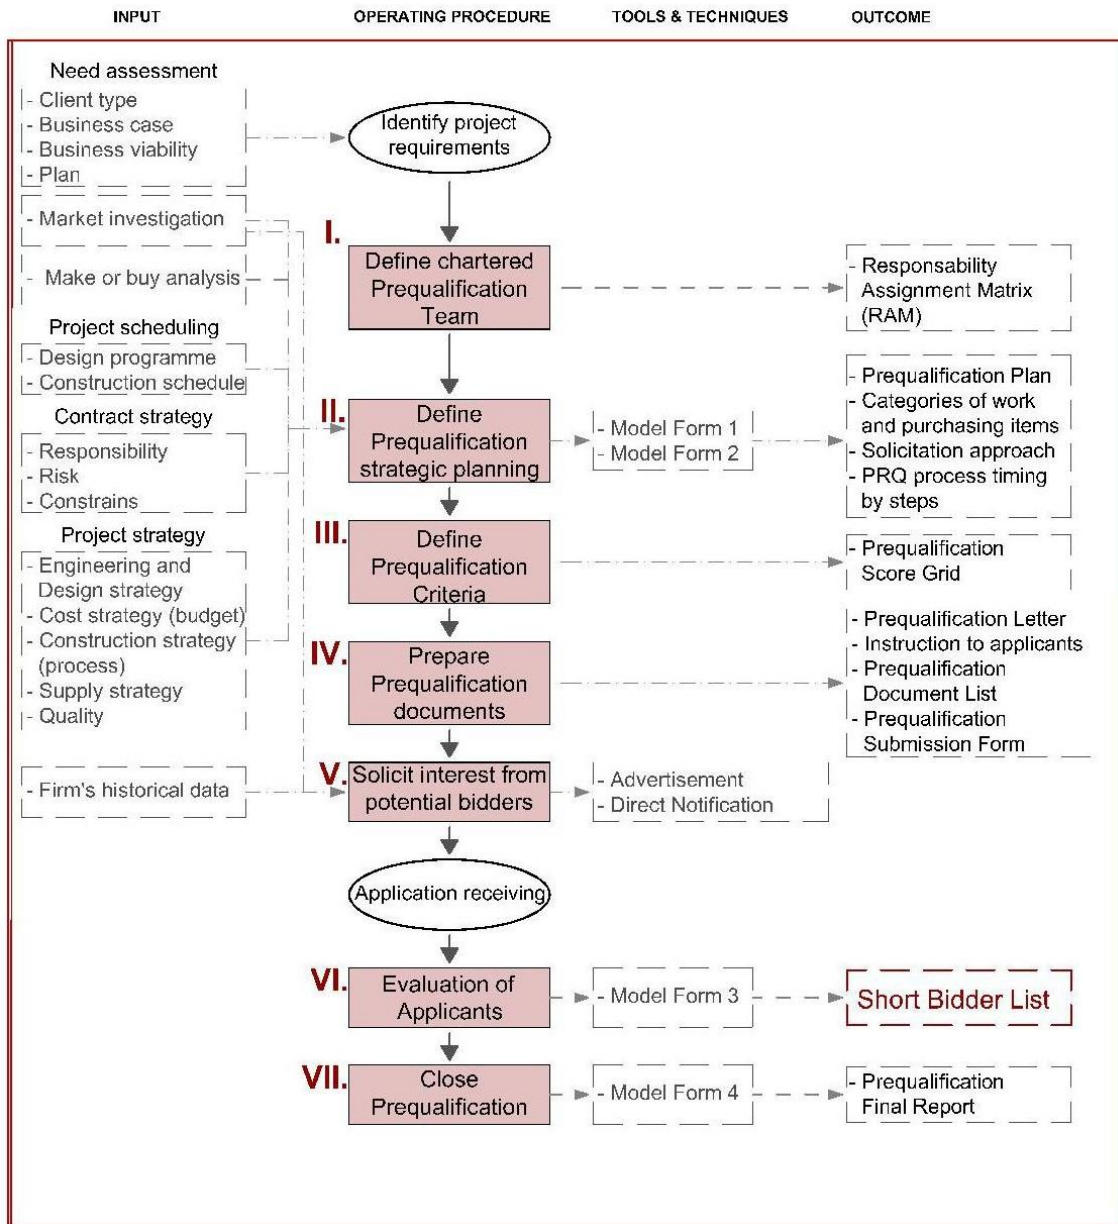 INPUT
OPERATING PROCEDURE
TOOLS & TECHNIQUES
OUTCOME
Need assessment
- Client type
- Business case
- Business viability
- Plan
Identify project
requirements
- Market investigation
- Make or buy analysis
I.
Define chartered
Prequalification
Team
- Responsability
Assignment Matrix
(RAM)
Project scheduling
- Design programme
- Construction schedule
Contract strategy
- Responsibility
- Risk
- Constrains
II.
Define
Prequalification
strategic planning
- Model Form 1
- Model Form 2
- Prequalification Plan
- Categories of work
and purchasing items
- Solicitation approach
- PRQ process timing
by steps
Project strategy
- Engineering and
Design strategy
- Cost strategy (budget)
- Construction strategy
(process)
- Supply strategy
- Quality
III.
Define
Prequalification
Criteria
- Prequalification
Score Grid
IV.
Prepare
Prequalification
documents
- Prequalification Letter
- Instruction to applicants
- Prequalification
Document List
- Prequalification
Submission Form
- Firm's historical data
V.
Solicit interest from
potential bidders
- Advertisement
- Direct Notification
Application receiving
VI.
Evaluation of
Applicants
- Model Form 3
Short Bidder List
VII.
Close
Prequalification
- Model Form 4
- Prequalification
Final Report